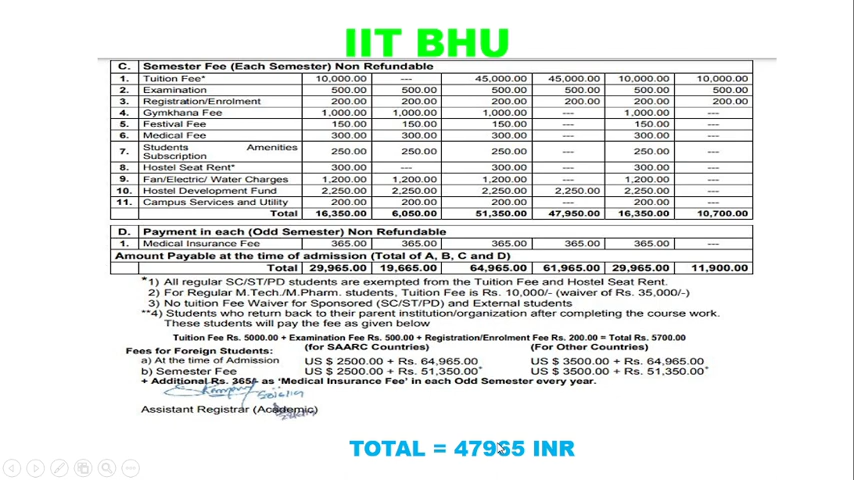 IIT BHU
C. Semester Fee (Each Semester) Non Refundable
1. Tuition Fee* 10,000.00 --- 45,000.00 45,000.00 10,000.00 10,000.00
2. Examination 500.00 500.00 500.00 500.00 500.00 500.00
3. Registration/Enrolment 200.00 200.00 200.00 200.00 200.00 200.00
4. Gymkhana Fee 1,000.00 1,000.00 1,000.00 --- 1,000.00 ---
5. Festival Fee 150.00 150.00 150.00 --- 150.00 ---
6. Medical Fee 300.00 300.00 300.00 --- 300.00 ---
7. Students Amenities Subscription 250.00 250.00 250.00 --- 250.00 ---
8. Hostel Seat Rent* 300.00 --- 300.00 --- 300.00 ---
9. Fan/Electric/ Water Charges 1,200.00 1,200.00 1,200.00 --- 1,200.00 ---
10. Hostel Development Fund 2,250.00 2,250.00 2,250.00 2,250.00 2,250.00 ---
11. Campus Services and Utility 200.00 200.00 200.00 --- 200.00 ---
Total 16,350.00 6,050.00 51,350.00 47,950.00 16,350.00 10,700.00
D. Payment in each (Odd Semester) Non Refundable
1. Medical Insurance Fee 365.00 365.00 365.00 365.00 365.00 ---
Amount Payable at the time of admission (Total of A, B, C and D)
Total 29,965.00 19,665.00 64,965.00 61,965.00 29,965.00 11,900.00
*1) All regular SC/ST/PD students are exempted from the Tuition Fee and Hostel Seat Rent.
2) For Regular M.Tech./M.Pharm. students, Tuition Fee is Rs. 10,000/- (waiver of Rs. 35,000/-)
3) No tuition Fee Waiver for Sponsored (SC/ST/PD) and External students
**4) Students who return back to their parent institution/organization after completing the course work.
These students will pay the fee as given below
Tuition Fee Rs. 5000.00 + Examination Fee Rs. 500.00 + Registration/Enrolment Fee Rs. 200.00 = Total Rs. 5700.00
Fees for Foreign Students: (for SAARC Countries) (For Other Countries)
a) At the time of Admission US $ 2500.00 + Rs. 64,965.00 US $ 3500.00 + Rs. 64,965.00
b) Semester Fee US $ 2500.00 + Rs. 51,350.00* US $ 3500.00 + Rs. 51,350.00*
+ Additional Rs. 365/- as 'Medical Insurance Fee' in each Odd Semester every year.
Assistant Registrar (Academic)
TOTAL = 47965 INR